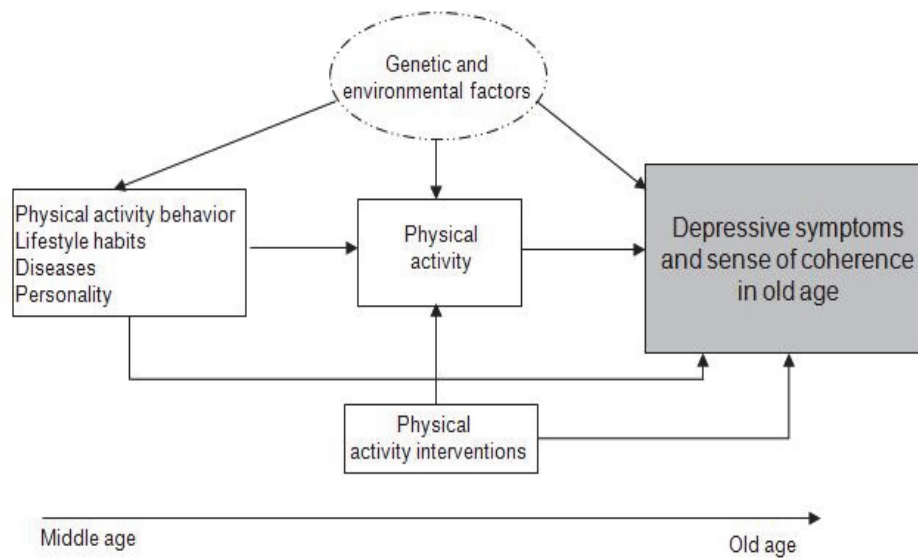 Genetic and
environmental factors
Physical activity behavior
Lifestyle habits
Diseases
Personality
Physical
activity
Depressive symptoms
and sense of coherence
in old age
Physical
activity interventions
Middle age
Old age